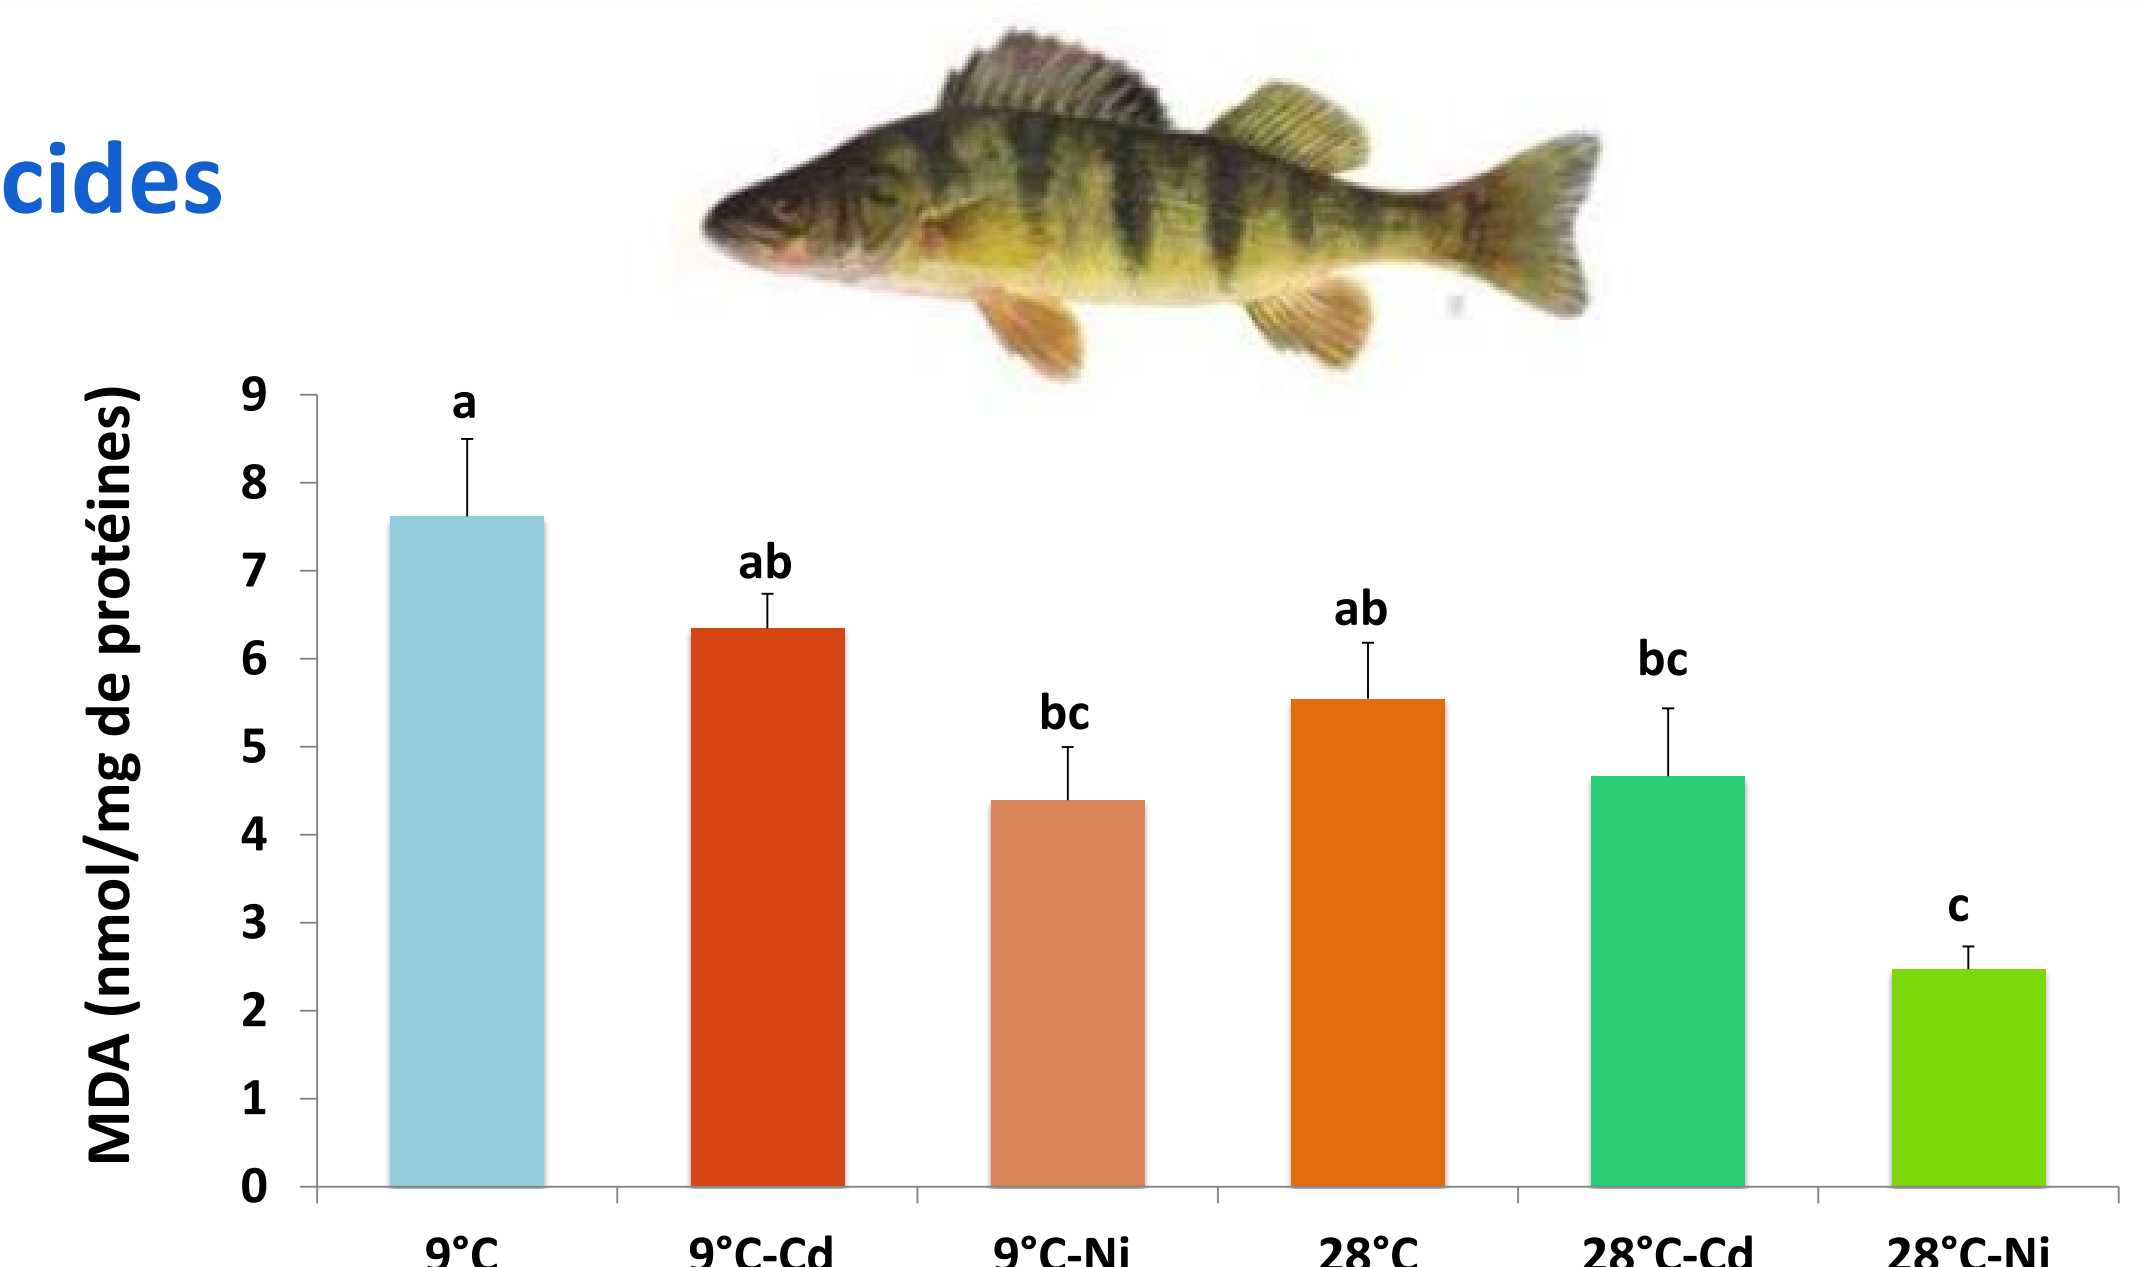 cides
MDA (nmol/mg de protéines)
9
8
7
6
5
4
3
2
1
0
a
ab
bc
ab
bc
c
9°C
9°C-Cd
9°C-Ni
28°C
28°C-Cd
28°C-Ni